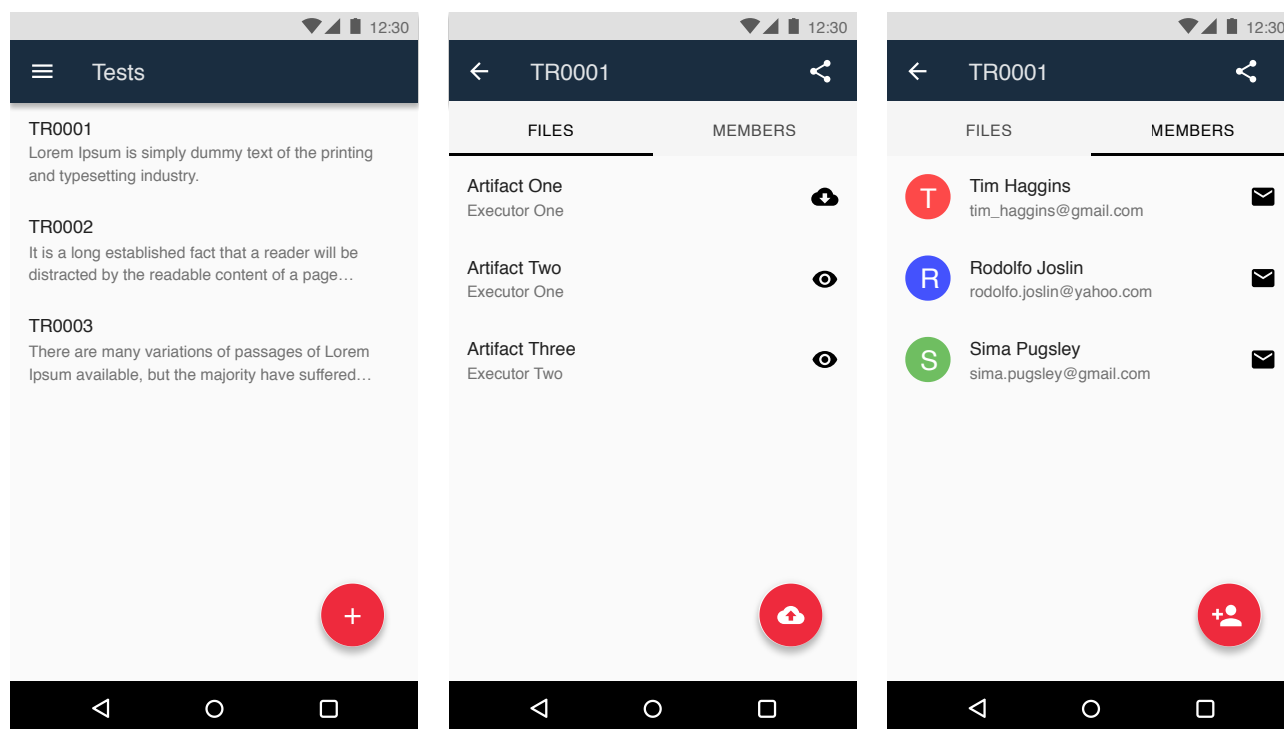 12:30
Tests
TR0001
Lorem Ipsum is simply dummy text of the printing
and typesetting industry.
TR0002
It is a long established fact that a reader will be
distracted by the readable content of a page…
TR0003
There are many variations of passages of Lorem
Ipsum available, but the majority have suffered…
12:30
TR0001
FILES MEMBERS
Artifact One
Executor One
Artifact Two
Executor One
Artifact Three
Executor Two
12:30
TR0001
FILES MEMBERS
T
Tim Haggins
tim_haggins@gmail.com
R
Rodolfo Joslin
rodolfo.joslin@yahoo.com
S
Sima Pugsley
sima.pugsley@gmail.com